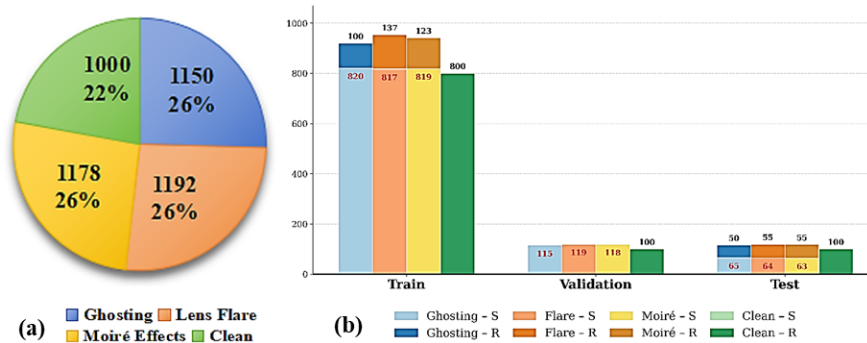 1000
22%
1150
26%
1178
26%
1192
26%
Ghosting Lens Flare
Moiré Effects Clean
(a)
1000
800
600
400
200
0
100 137 123
820 817 819 800
115 119 118 100
50 55 55 100
65 64 63
Train Validation Test
Ghosting – S Flare – S Moiré – S Clean – S
Ghosting – R Flare – R Moiré – R Clean – R
(b)